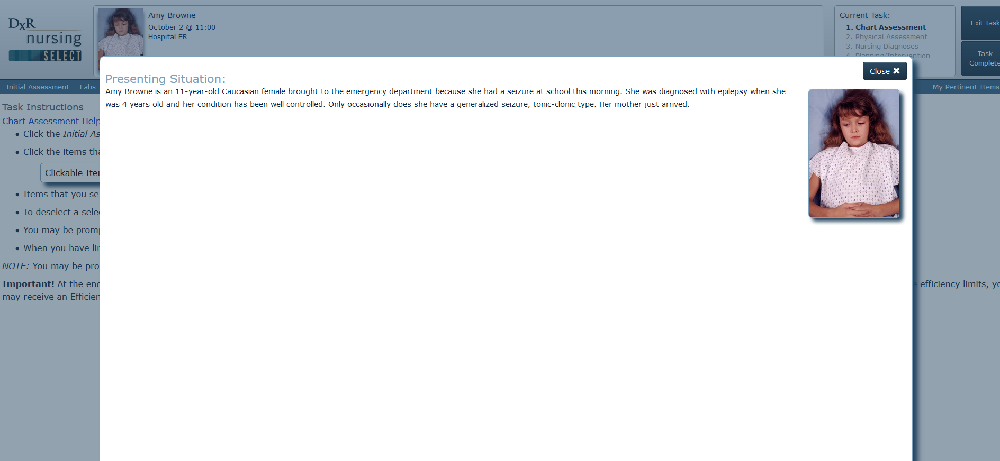 DxR
nursing
SELECT
Amy Browne
October 2 @ 11:00
Hospital ER
Current Task:
1. Chart Assessment
2. Physical Assessment
3. Nursing Diagnoses
4. Planning/Intervention
Exit Task
Task
Complete
Initial Assessment Labs
My Pertinent Items
Close ✖
Presenting Situation:
Amy Browne is an 11-year-old Caucasian female brought to the emergency department because she had a seizure at school this morning. She was diagnosed with epilepsy when she
was 4 years old and her condition has been well controlled. Only occasionally does she have a generalized seizure, tonic-clonic type. Her mother just arrived.
Task Instructions
Chart Assessment Help
• Click the Initial As
• Click the items tha
Clickable Iter
• Items that you se
• To deselect a sele
• You may be prom
• When you have li
NOTE: You may be pro
Important! At the end
efficiency limits, yo
may receive an Efficien